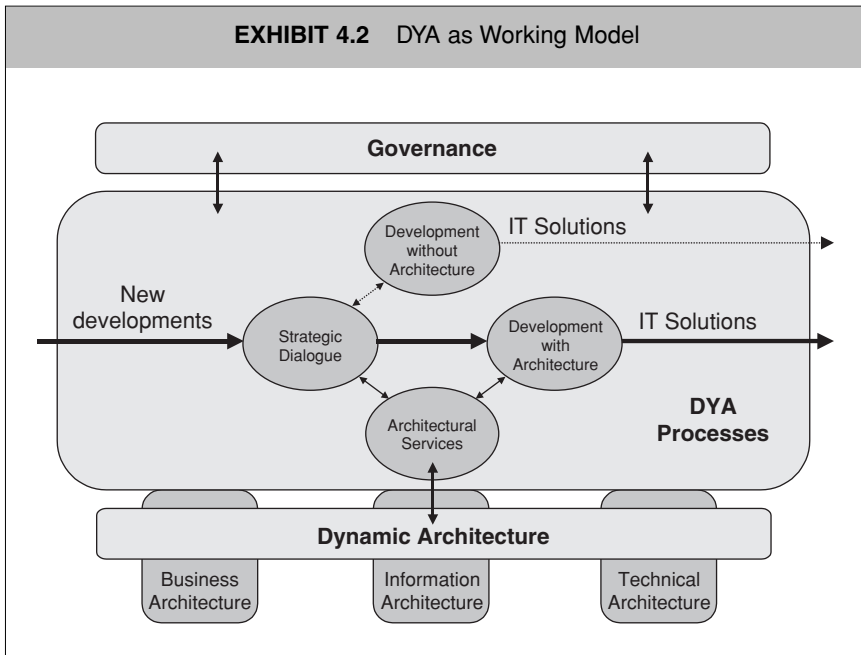 EXHIBIT 4.2 DYA as Working Model
Governance
Development
without
Architecture
IT Solutions
New
developments
Strategic
Dialogue
Development
with
Architecture
IT Solutions
Architectural
Services
DYA
Processes
Dynamic Architecture
Business
Architecture
Information
Architecture
Technical
Architecture